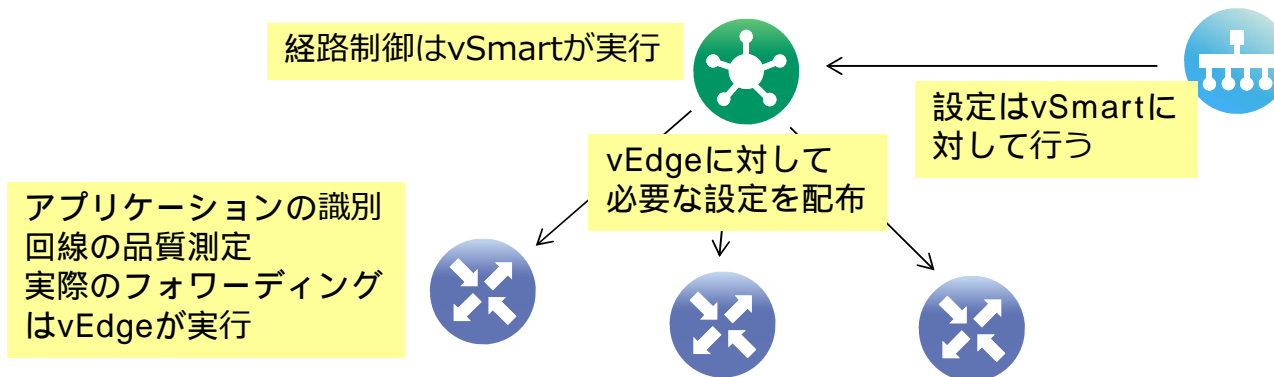 経路制御はvSmartが実行
設定はvSmartに
対して行う
vEdgeに対して
必要な設定を配布
アプリケーションの識別
回線の品質測定
実際のフォワーディング
はvEdgeが実行